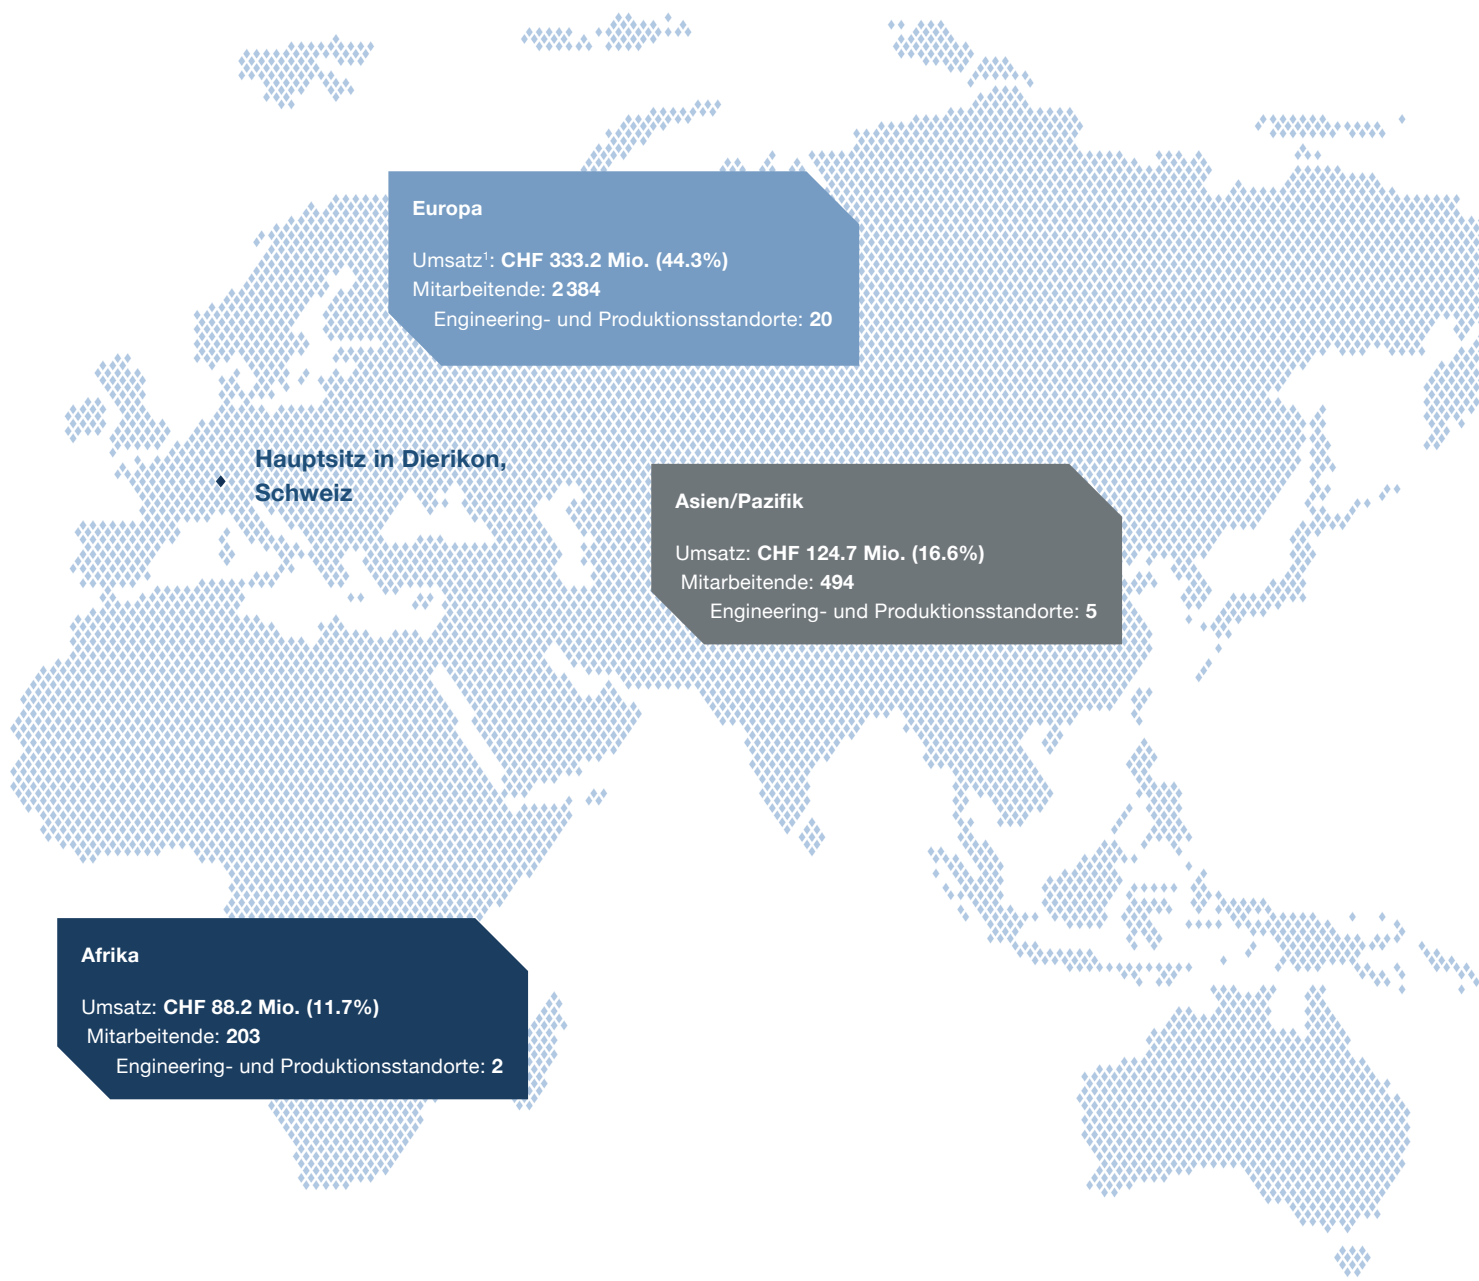 Europa
Umsatz¹: CHF 333.2 Mio. (44.3%)
Mitarbeitende: 2 384
Engineering- und Produktionsstandorte: 20
Hauptsitz in Dierikon,
Schweiz
Asien/Pazifik
Umsatz: CHF 124.7 Mio. (16.6%)
Mitarbeitende: 494
Engineering- und Produktionsstandorte: 5
Afrika
Umsatz: CHF 88.2 Mio. (11.7%)
Mitarbeitende: 203
Engineering- und Produktionsstandorte: 2